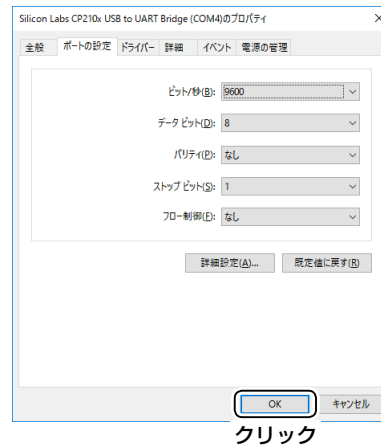 Silicon Labs CP210x USB to UART Bridge (COM4)のプロパティ
全般 ポートの設定 ドライバー 詳細 イベント 電源の管理
ビット/秒(B): 9600
データ ビット(D): 8
パリティ(P): なし
ストップ ビット(S): 1
フロー制御(F): なし
詳細設定(A)... 既定値に戻す(R)
OK キャンセル
クリック